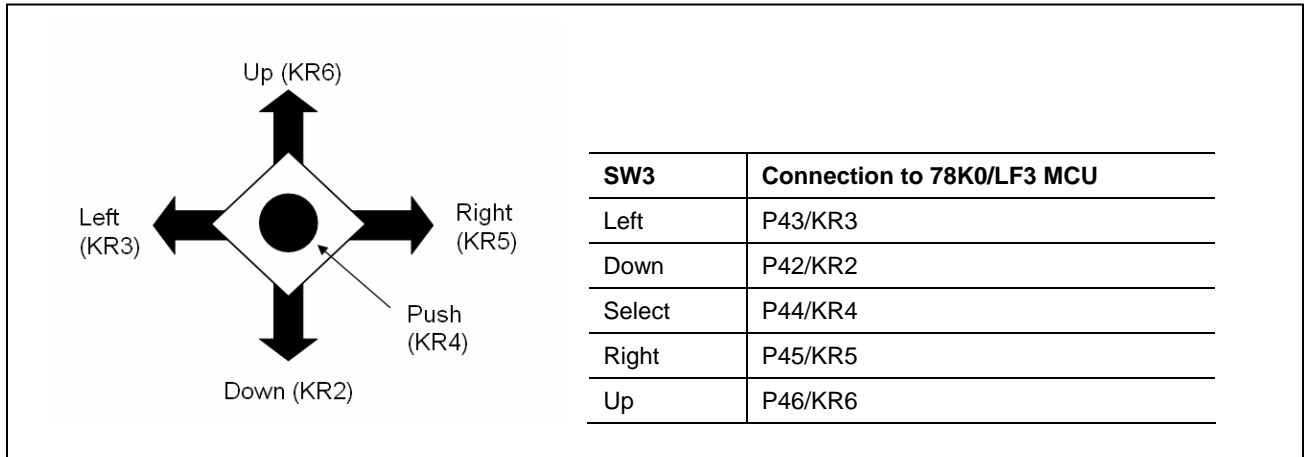 Up (KR6)
Left
(KR3)
Right
(KR5)
Push
(KR4)
Down (KR2)
SW3 Connection to 78K0/LF3 MCU
Left P43/KR3
Down P42/KR2
Select P44/KR4
Right P45/KR5
Up P46/KR6